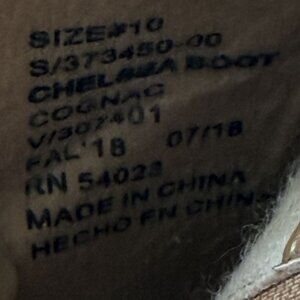 SIZE#10
S/373450-00
CHELSEA BOOT
COGNAC
V/307401
FAL'18 07/18
RN 54023
MADE IN CHINA
HECHO EN CHINA